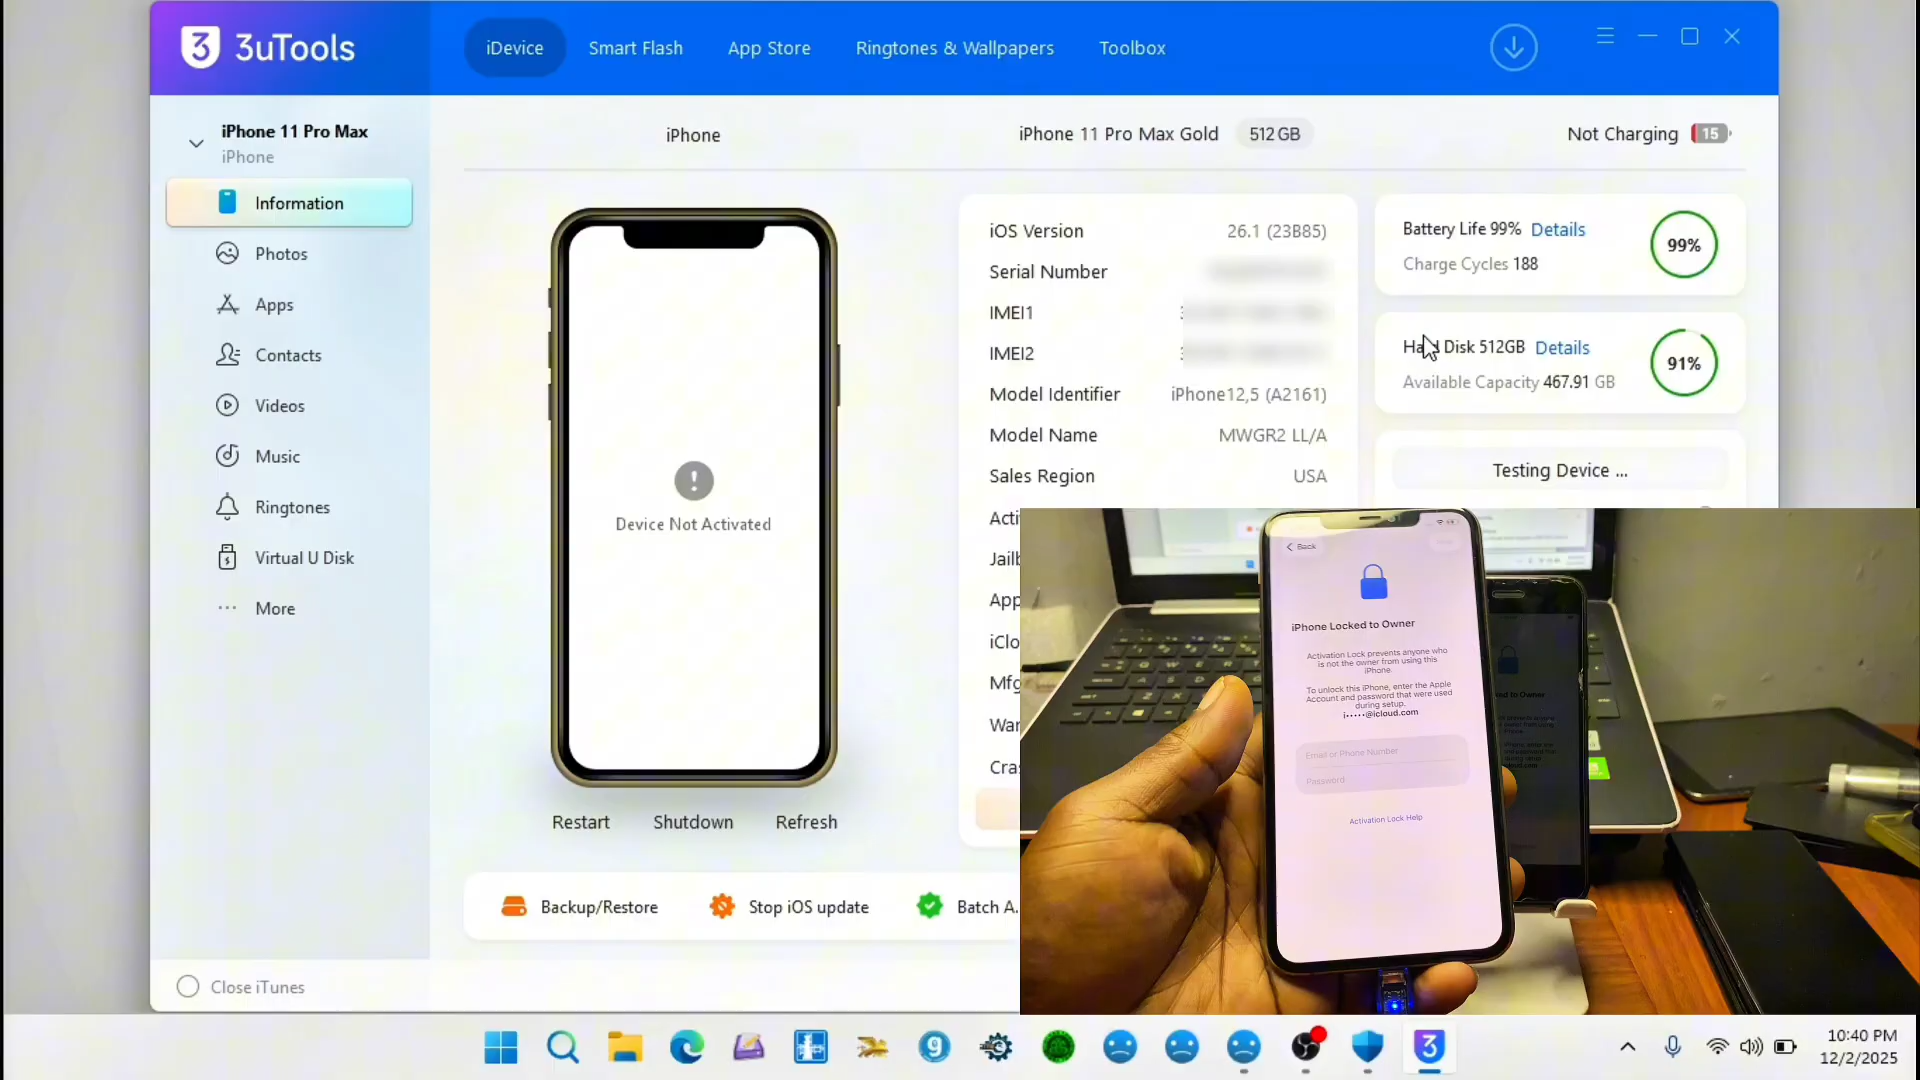 3 3uTools
iDevice
Smart Flash
App Store
Ringtones & Wallpapers
Toolbox
iPhone 11 Pro Max
iPhone
Information
Photos
Apps
Contacts
Videos
Music
Ringtones
Virtual U Disk
More
Close iTunes
iPhone
iPhone 11 Pro Max Gold 512 GB
Not Charging 15
Device Not Activated
Restart Shutdown Refresh
iOS Version 26.1 (23B85)
Serial Number
IMEI1
IMEI2
Model Identifier iPhone12,5 (A2161)
Model Name MWGR2 LL/A
Sales Region USA
Acti
Jailb
App
iClo
Mfg
War
Cras
Battery Life 99% Details
Charge Cycles 188
99%
Hard Disk 512GB Details
Available Capacity 467.91 GB
91%
Testing Device ...
Backup/Restore
Stop iOS update
Batch A.
Back
iPhone Locked to Owner
Activation Lock prevents anyone who
is not the owner from using this
iPhone.
To unlock this iPhone, enter the Apple
Account and password that were used
during setup.
i•••••@icloud.com
Email or Phone Number
Password
Activation Lock Help
10:40 PM
12/2/2025